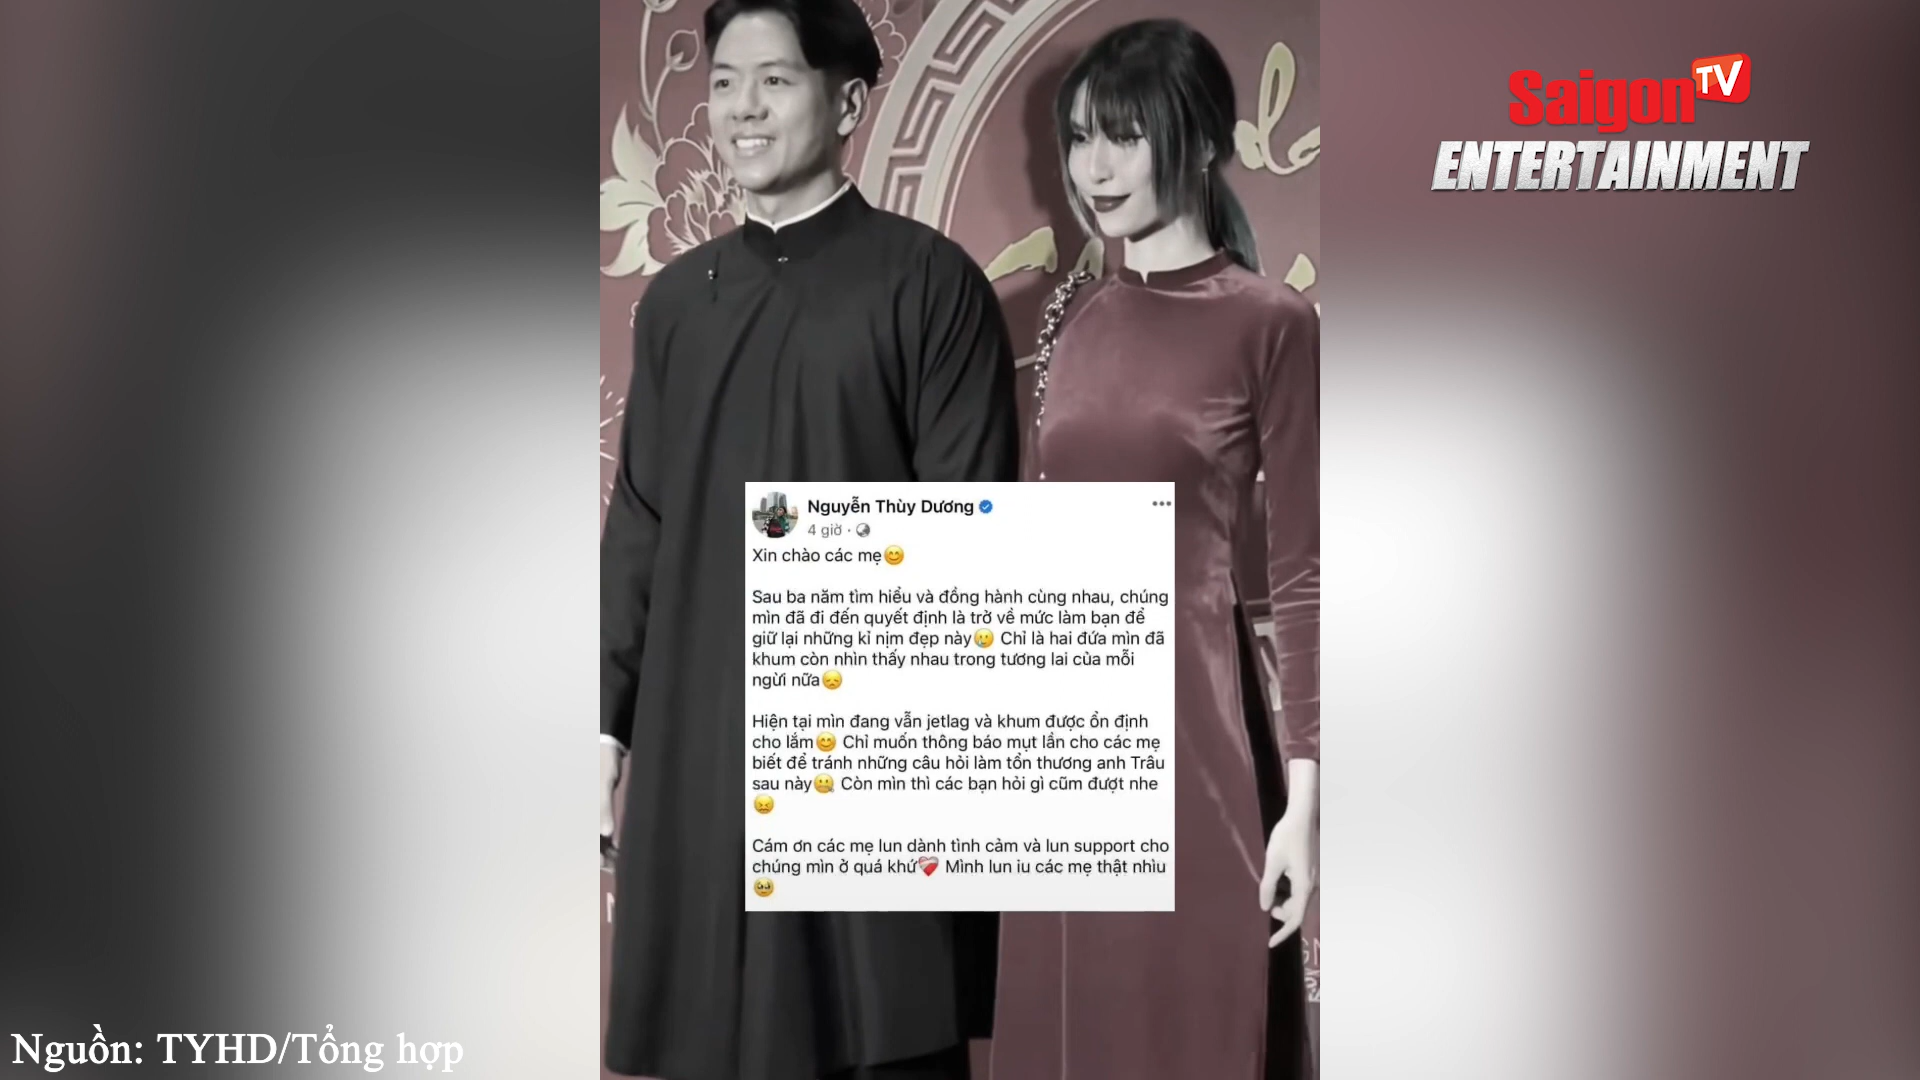 Saigon TV
ENTERTAINMENT
Nguyễn Thùy Dương
4 giờ ·
Xin chào các mẹ😊
Sau ba năm tìm hiểu và đồng hành cùng nhau, chúng
mìn đã đi đến quyết định là trở về mức làm bạn để
giữ lại những kỉ nịm đẹp này🥲 Chỉ là hai đứa mìn đã
khum còn nhìn thấy nhau trong tương lai của mỗi
ngừi nữa😞
Hiện tại mìn đang vẫn jetlag và khum được ổn định
cho lắm😊 Chỉ muốn thông báo mụt lần cho các mẹ
biết để tránh những câu hỏi làm tổn thương anh Trâu
sau này🤐 Còn mìn thì các bạn hỏi gì cũm đượt nhe
😖
Cám ơn các mẹ lun dành tình cảm và lun support cho
chúng mìn ở quá khứ❤️‍🩹 Mình lun iu các mẹ thật nhìu
🥹
Nguồn: TYHD/Tổng hợp